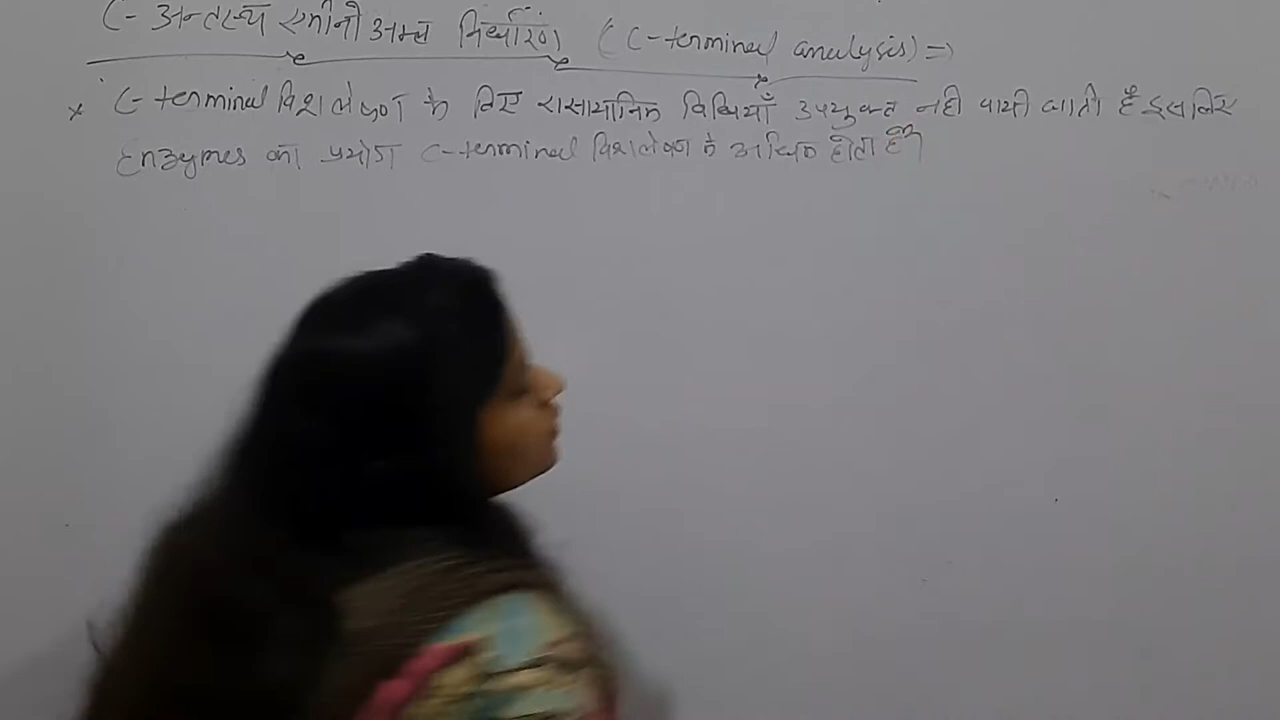 C- अन्तस्थ एमीनो अम्ल निर्धारण (C-terminal analysis) =>
* C-terminal विश्लेषण के लिए रासायनिक विधियाँ उपयुक्त नही पायी जाती हैं इसलिए
Enzymes का प्रयोग C-terminal विश्लेषण मे अधिक होता है